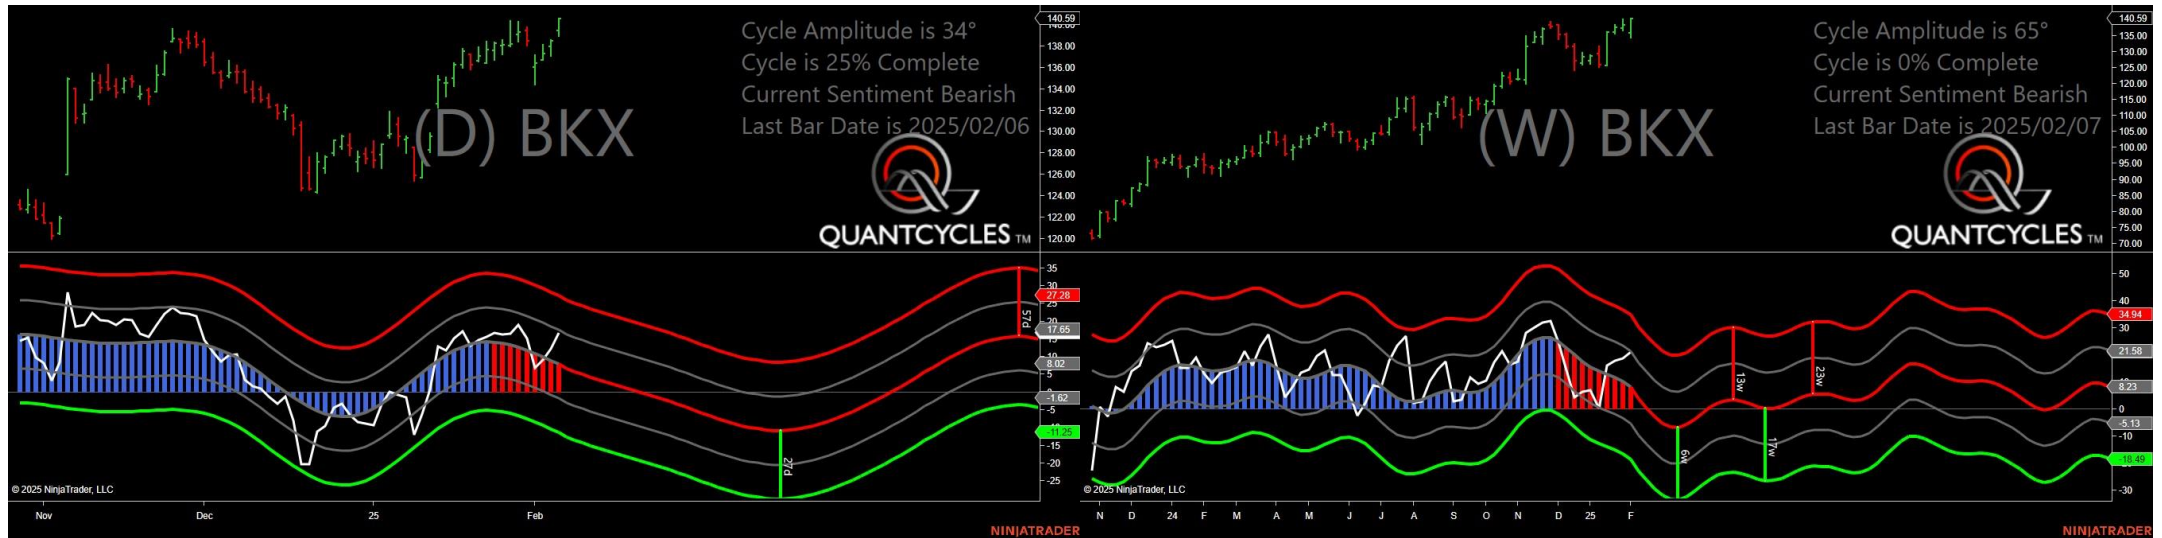 Cycle Amplitude is 34°
Cycle is 25% Complete
Current Sentiment Bearish
Last Bar Date is 2025/02/06
(D) BKX
QUANTCYCLES TM
140.59
138.00
136.00
134.00
132.00
130.00
128.00
126.00
124.00
122.00
120.00
35
30
27.28
25
20
17.65
10
8.02
5
0
-1.62
-5
-11.25
-15
-20
-25
57d
27d
© 2025 NinjaTrader, LLC
Nov Dec 25 Feb
NINJATRADER
Cycle Amplitude is 65°
Cycle is 0% Complete
Current Sentiment Bearish
Last Bar Date is 2025/02/07
(W) BKX
QUANTCYCLES TM
140.59
135.00
130.00
125.00
120.00
115.00
110.00
105.00
100.00
95.00
90.00
85.00
80.00
75.00
70.00
50
40
34.94
30
21.58
8.23
0
-5.13
-10
-18.49
-30
13w
23w
6w
17w
© 2025 NinjaTrader, LLC
N D 24 F M A M J J A S O N D 25 F
NINJATRADER